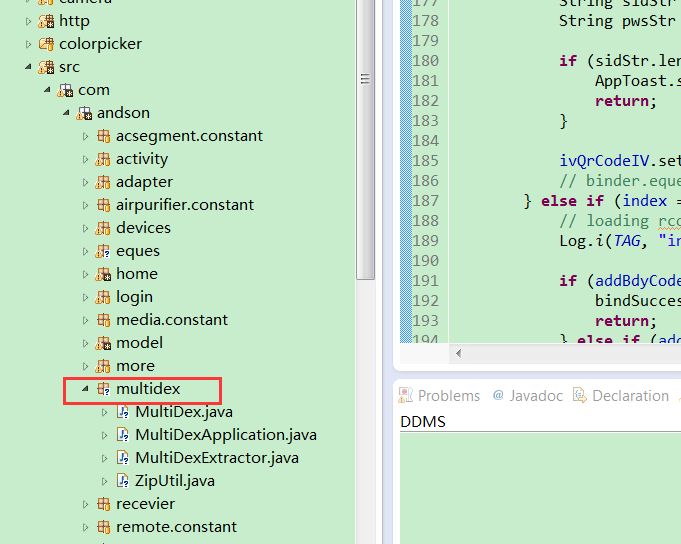 camera
http
colorpicker
src
com
andson
acsegment.constant
activity
adapter
airpurifier.constant
devices
eques
home
login
media.constant
model
more
multidex
MultiDex.java
MultiDexApplication.java
MultiDexExtractor.java
ZipUtil.java
recevier
remote.constant
177 String sidStr
178 String pwsStr
179
180 if (sidStr.len
181 AppToast.s
182 return;
183 }
184
185 ivQrCodeIV.set
186 // binder.eque
187 } else if (index =
188 // loading rco
189 Log.i(TAG, "in
190
191 if (addBdyCode
192 bindSucces
193 return;
194 } else if (add
Problems @ Javadoc Declaration
DDMS